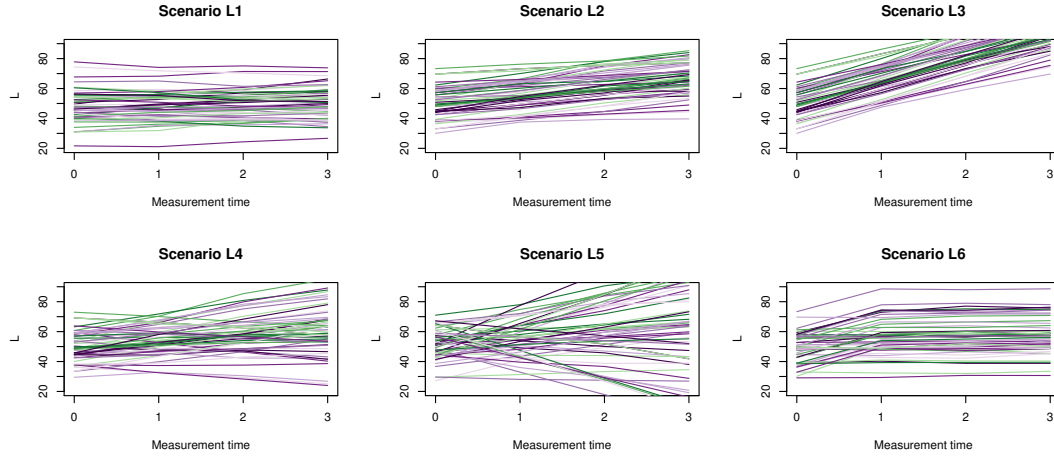 Scenario L1
L
20 40 60 80
0 1 2 3
Measurement time
Scenario L2
L
20 40 60 80
0 1 2 3
Measurement time
Scenario L3
L
20 40 60 80
0 1 2 3
Measurement time
Scenario L4
L
20 40 60 80
0 1 2 3
Measurement time
Scenario L5
L
20 40 60 80
0 1 2 3
Measurement time
Scenario L6
L
20 40 60 80
0 1 2 3
Measurement time